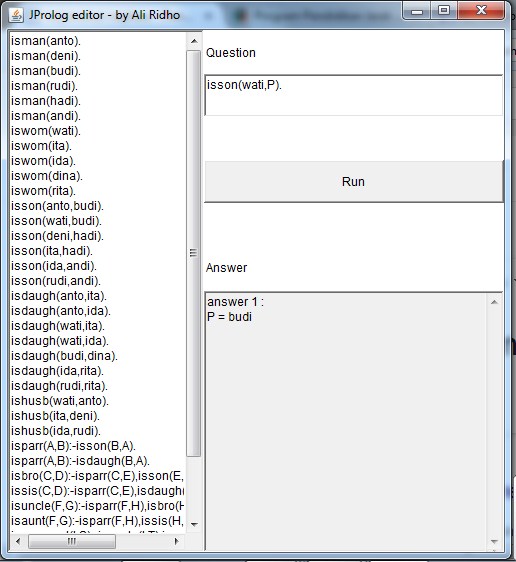 JProlog editor - by Ali Ridho
isman(anto).
isman(deni).
isman(budi).
isman(rudi).
isman(hadi).
isman(andi).
iswom(wati).
iswom(ita).
iswom(ida).
iswom(dina).
iswom(rita).
isson(anto,budi).
isson(wati,budi).
isson(deni,hadi).
isson(ita,hadi).
isson(ida,andi).
isson(rudi,andi).
isdaugh(anto,ita).
isdaugh(anto,ida).
isdaugh(wati,ita).
isdaugh(wati,ida).
isdaugh(budi,dina).
isdaugh(ida,rita).
isdaugh(rudi,rita).
ishusb(wati,anto).
ishusb(ita,deni).
ishusb(ida,rudi).
isparr(A,B):-isson(B,A).
isparr(A,B):-isdaugh(B,A).
isbro(C,D):-isparr(C,E),isson(E,
issis(C,D):-isparr(C,E),isdaugh(
isuncle(F,G):-isparr(F,H),isbro(H
isaunt(F,G):-isparr(F,H),issis(H,
Question
isson(wati,P).
Run
Answer
answer 1 :
P = budi